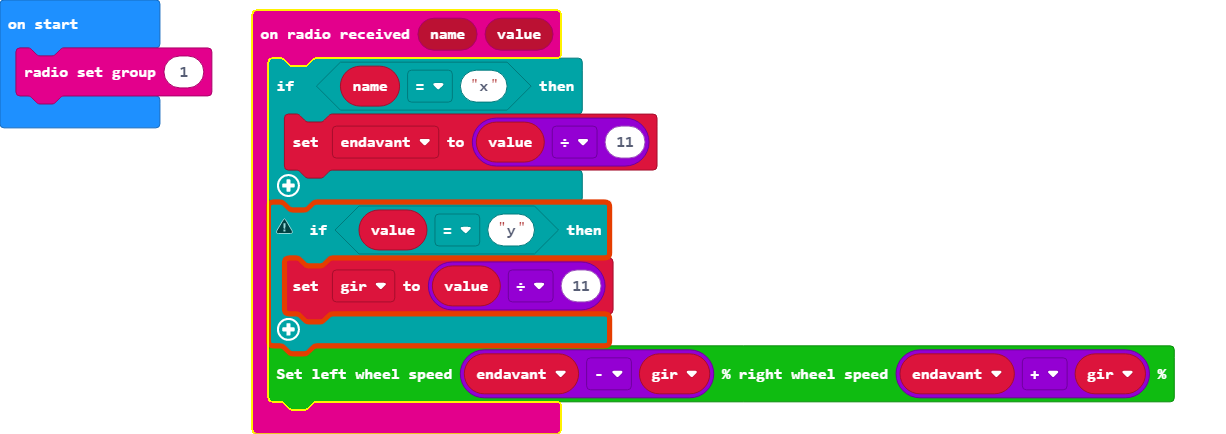 on start
radio set group 1
on radio received name value
if name = "x" then
set endavant to value ÷ 11
if value = "y" then
set gir to value ÷ 11
Set left wheel speed endavant - gir % right wheel speed endavant + gir %